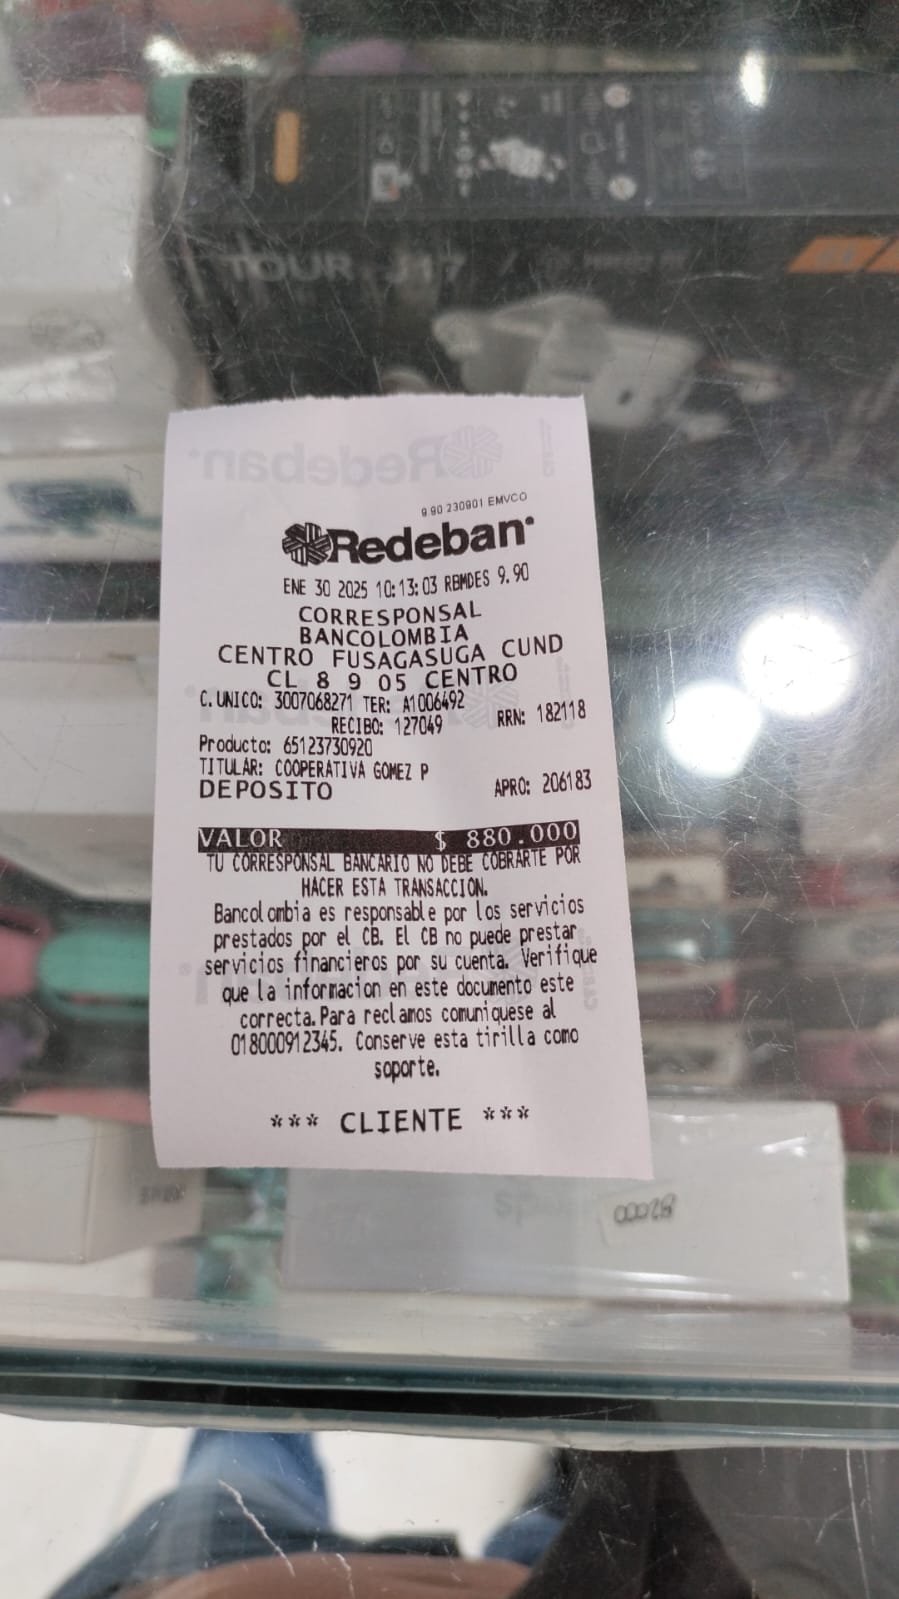 TOUR J17
9.90 230901 EMVCO
Redeban
ENE 30 2025 10:13:03 RBMDES 9.90
CORRESPONSAL
BANCOLOMBIA
CENTRO FUSAGASUGA CUND
CL 8 9 05 CENTRO
C.UNICO: 3007068271 TER: A1006492
RECIBO: 127049 RRN: 182118
Producto: 65123730920
TITULAR: COOPERATIVA GOMEZ P
DEPOSITO APRO: 206183
VALOR $ 880.000
TU CORRESPONSAL BANCARIO NO DEBE COBRARTE POR
HACER ESTA TRANSACCION.
Bancolombia es responsable por los servicios
prestados por el CB. El CB no puede prestar
servicios financieros por su cuenta. Verifique
que la informacion en este documento este
correcta.Para reclamos comuniquese al
018000912345. Conserve esta tirilla como
soporte.
*** CLIENTE ***